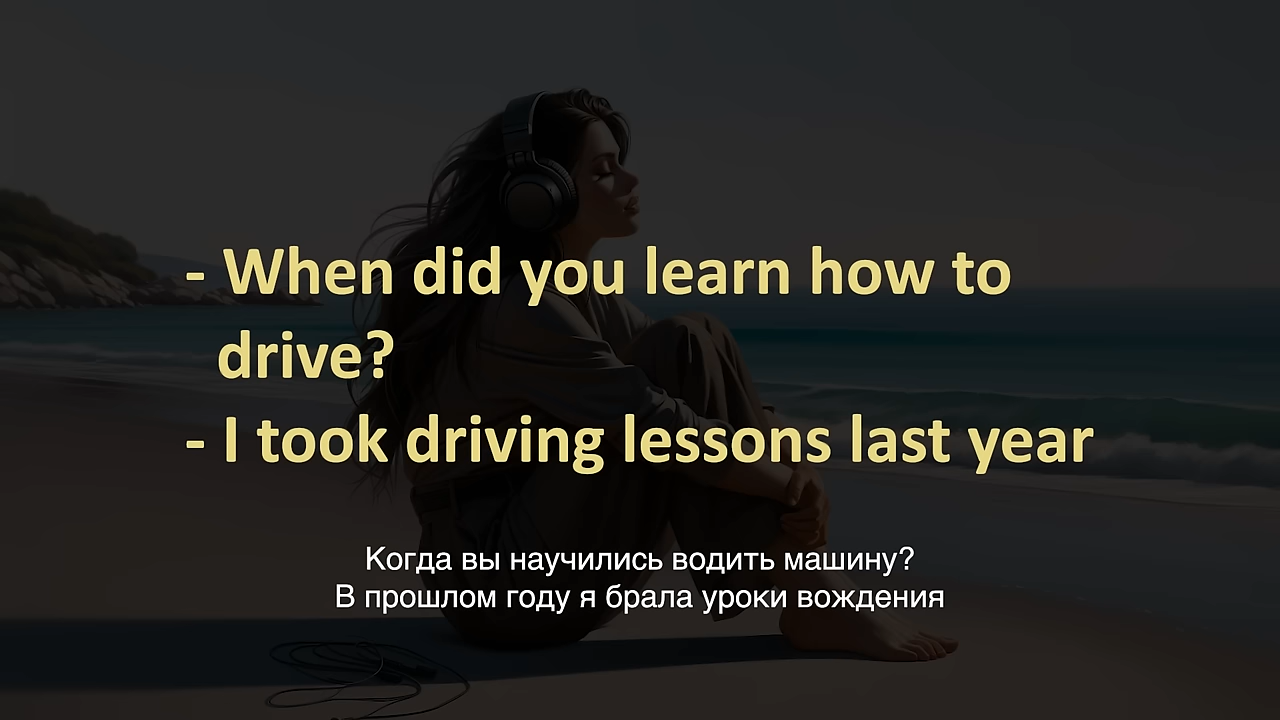 - When did you learn how to
drive?
- I took driving lessons last year
Когда вы научились водить машину?
В прошлом году я брала уроки вождения